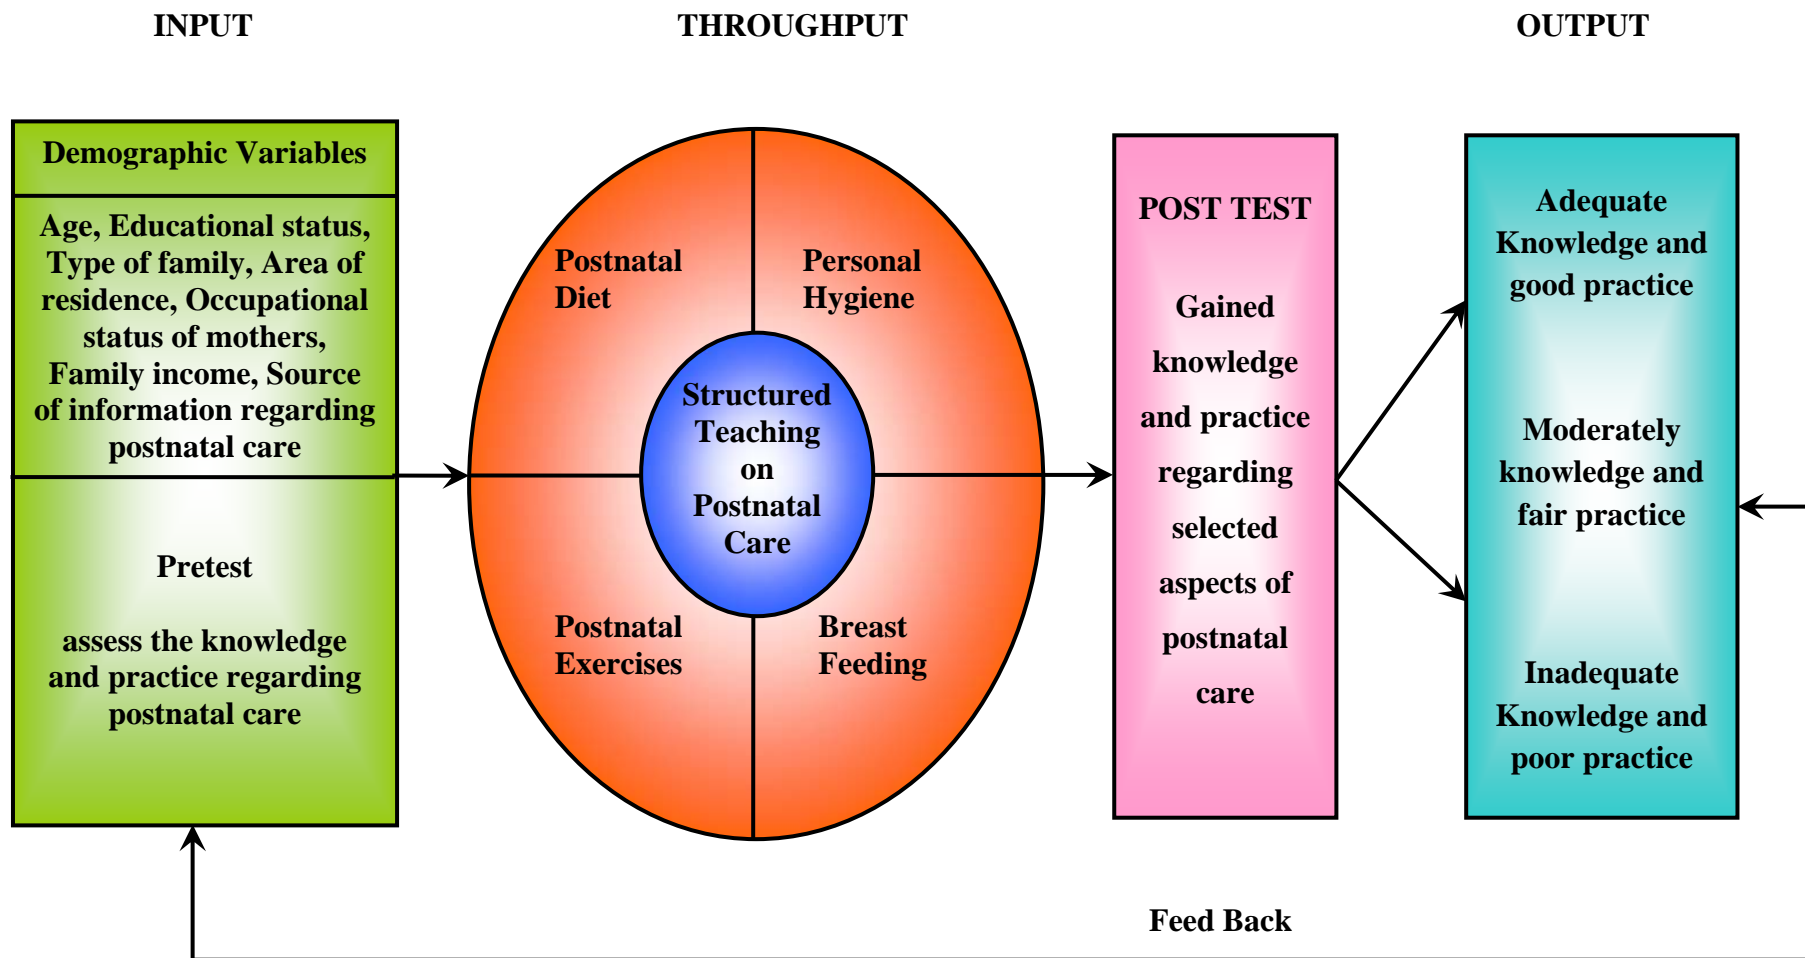 INPUT
THROUGHPUT
OUTPUT
Demographic Variables
Age, Educational status,
Type of family, Area of
residence, Occupational
status of mothers,
Family income, Source
of information regarding
postnatal care
Pretest
assess the knowledge
and practice regarding
postnatal care
Postnatal
Diet
Personal
Hygiene
Structured
Teaching
on
Postnatal
Care
Postnatal
Exercises
Breast
Feeding
POST TEST
Gained
knowledge
and practice
regarding
selected
aspects of
postnatal
care
Adequate
Knowledge and
good practice
Moderately
knowledge and
fair practice
Inadequate
Knowledge and
poor practice
Feed Back